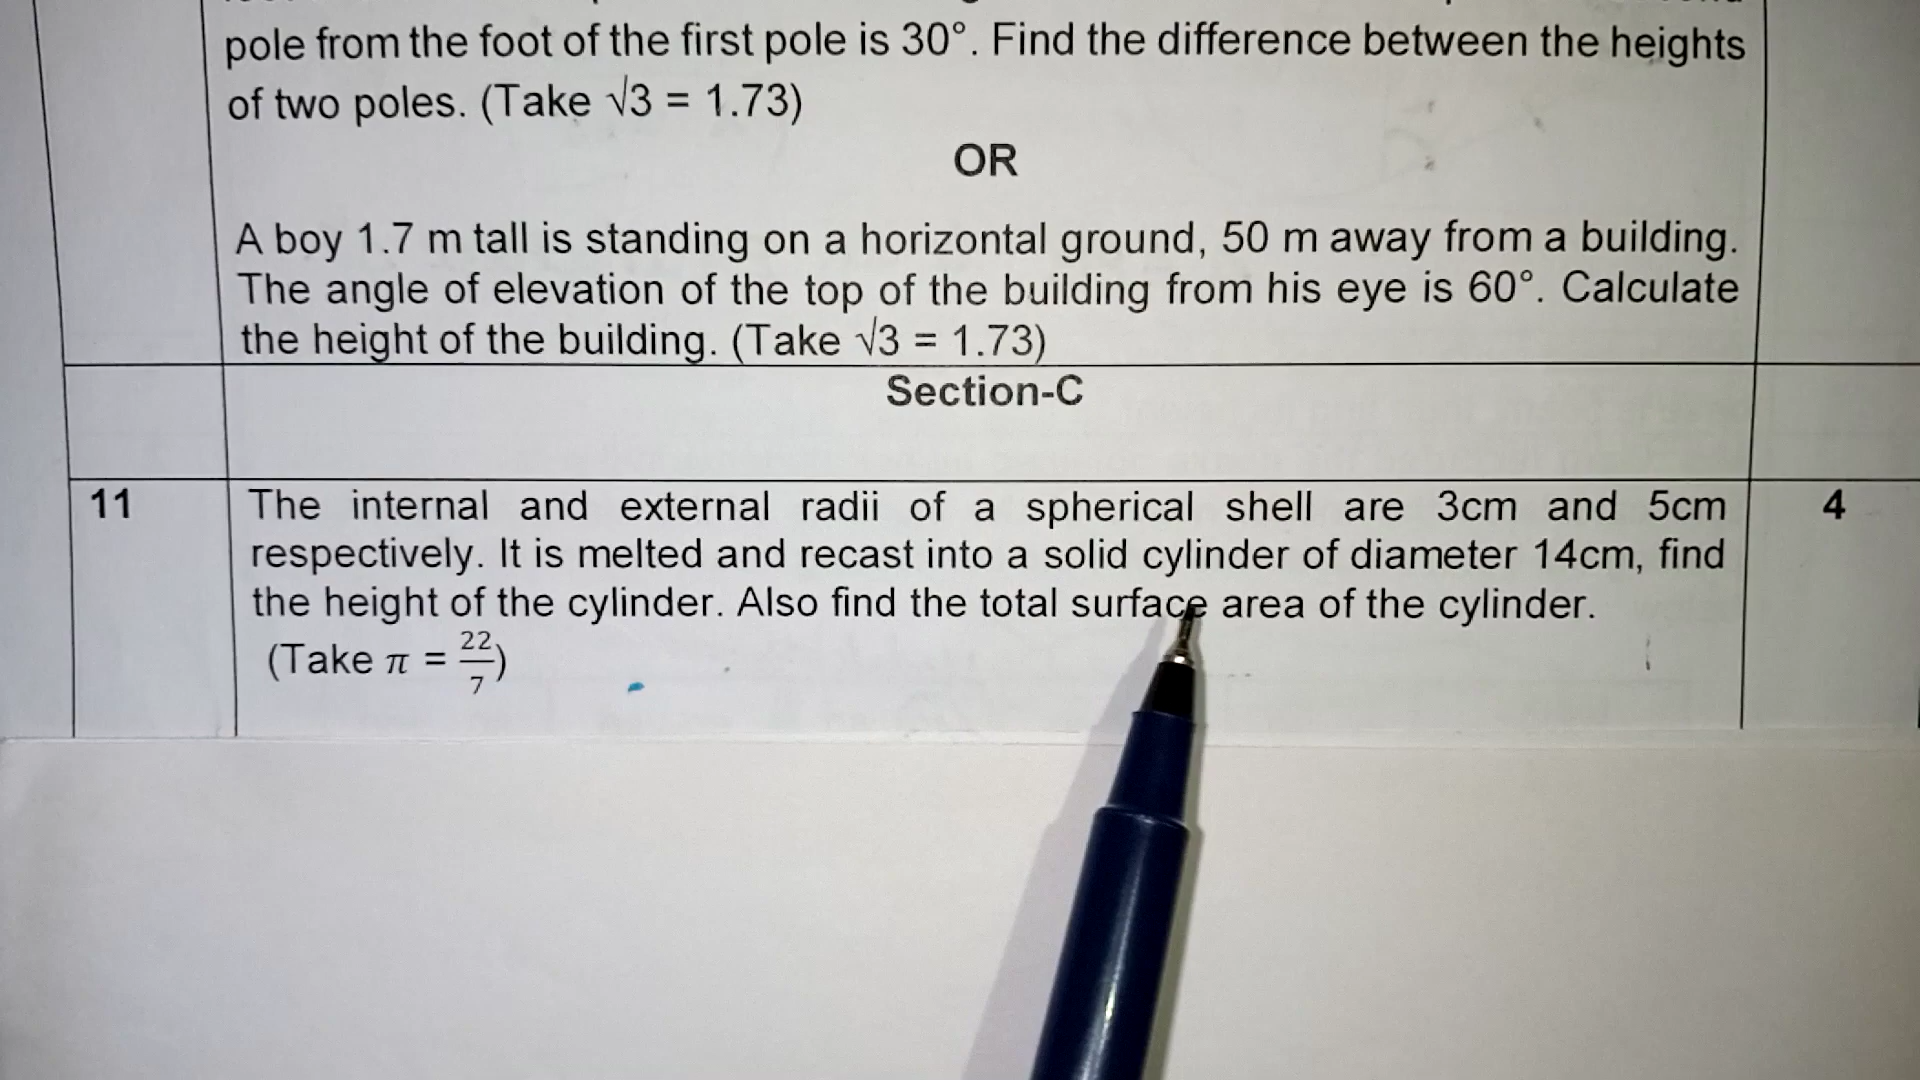 pole from the foot of the first pole is 30°. Find the difference between the heights
of two poles. (Take √3 = 1.73)
OR
A boy 1.7 m tall is standing on a horizontal ground, 50 m away from a building.
The angle of elevation of the top of the building from his eye is 60°. Calculate
the height of the building. (Take √3 = 1.73)
Section-C
11 The internal and external radii of a spherical shell are 3cm and 5cm 4
respectively. It is melted and recast into a solid cylinder of diameter 14cm, find
the height of the cylinder. Also find the total surface area of the cylinder.
(Take π = 22/7)